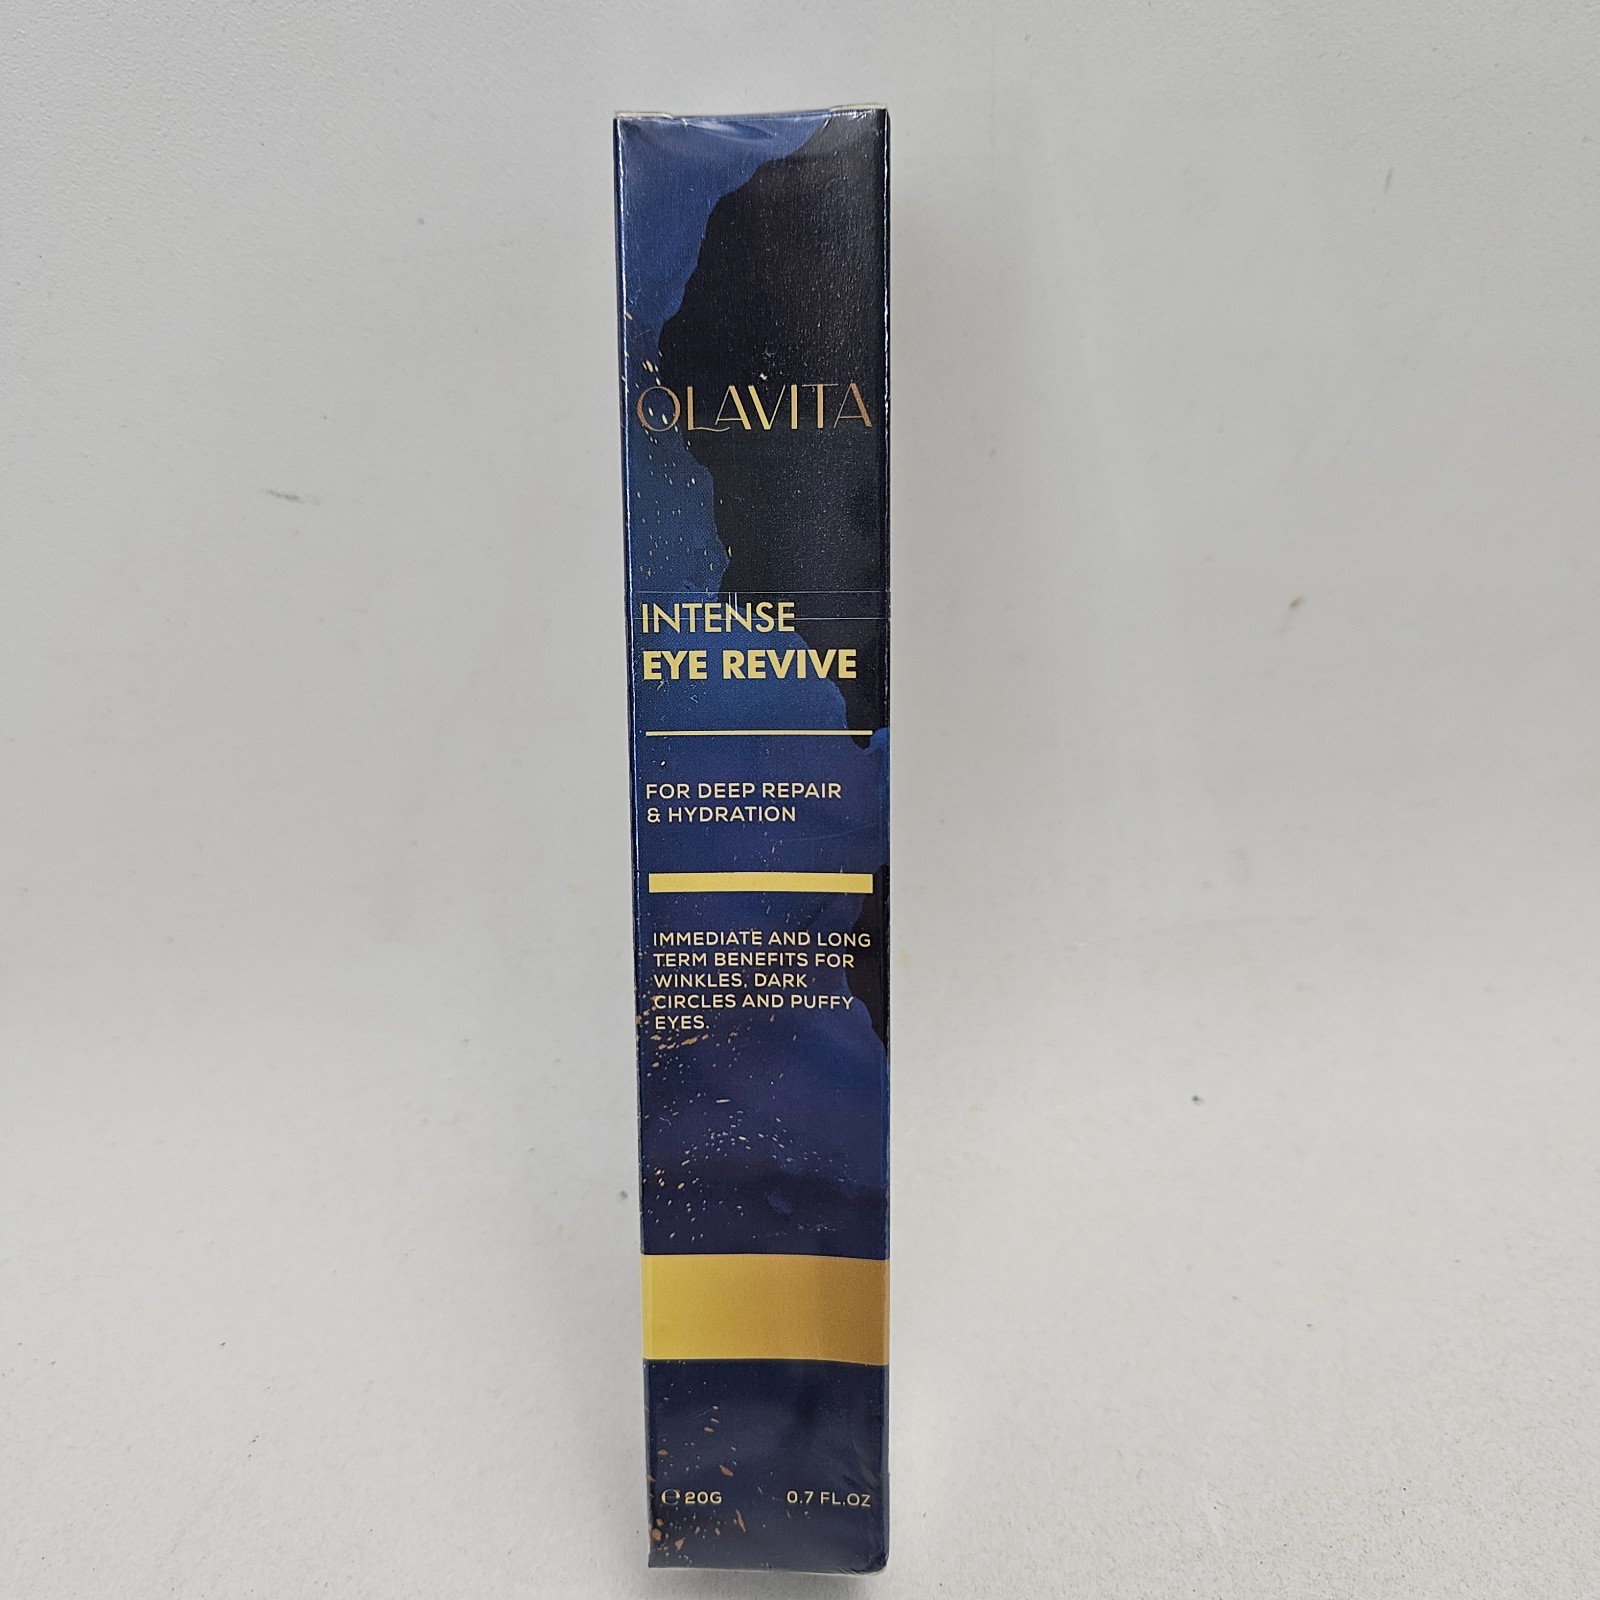 OLAVITA
INTENSE
EYE REVIVE
FOR DEEP REPAIR
& HYDRATION
IMMEDIATE AND LONG
TERM BENEFITS FOR
WINKLES, DARK
CIRCLES AND PUFFY
EYES.
℮ 20G 0.7 FL.OZ